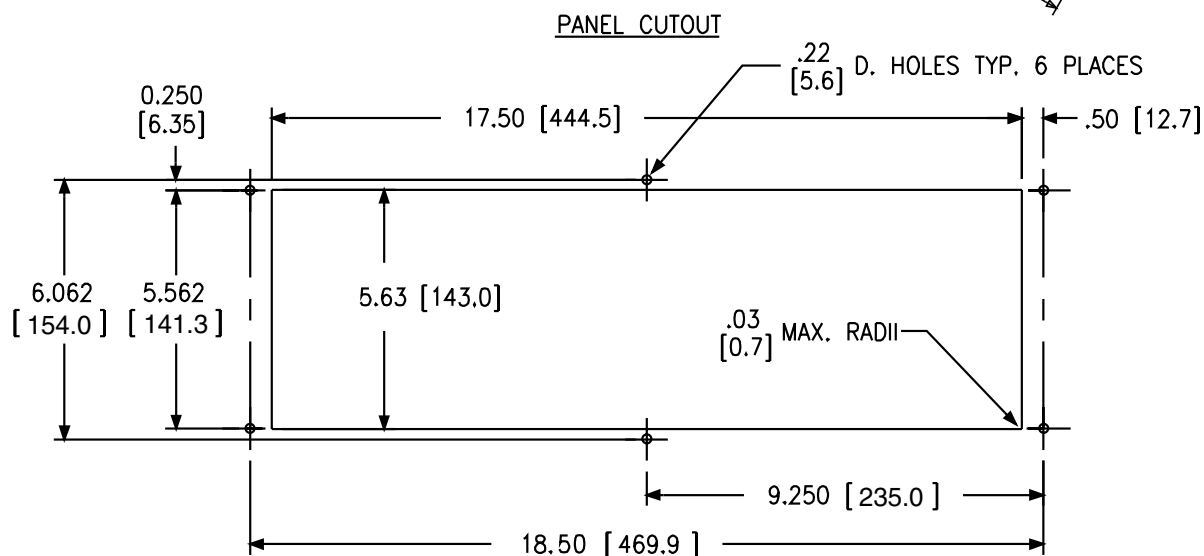 PANEL CUTOUT
.22
[5.6] D. HOLES TYP. 6 PLACES
0.250
[6.35]
17.50 [444.5]
.50 [12.7]
6.062
[ 154.0 ]
5.562
[ 141.3 ]
5.63 [143.0]
.03
[0.7] MAX. RADII
9.250 [ 235.0 ]
18.50 [ 469.9 ]